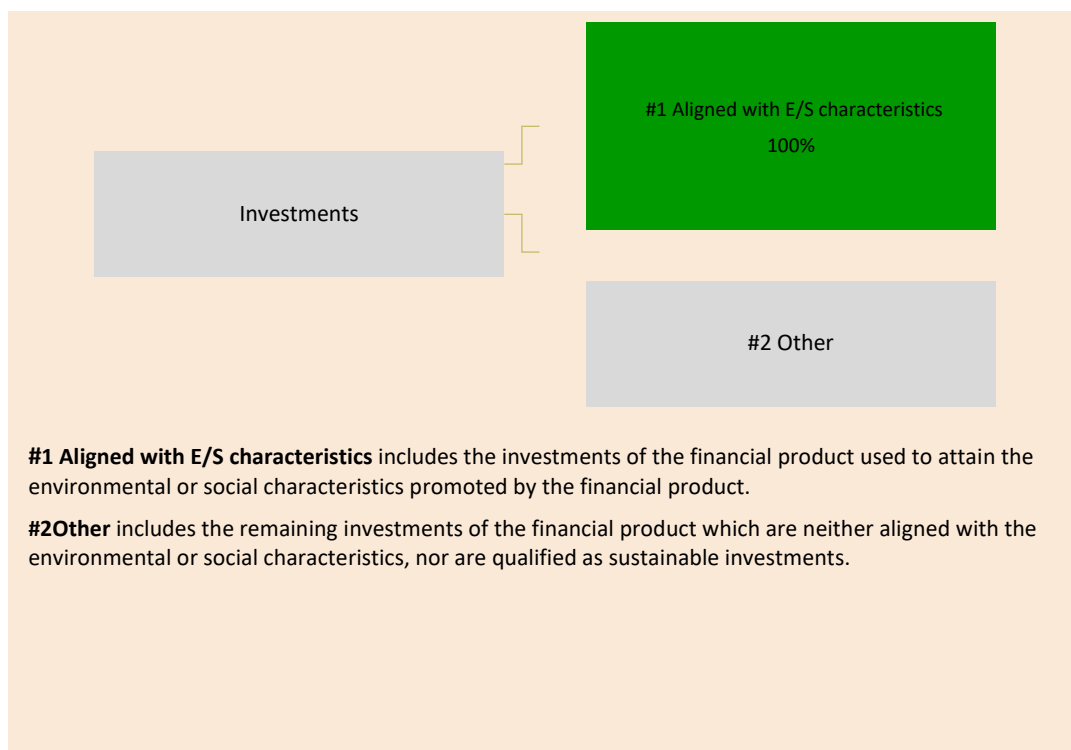 #1 Aligned with E/S characteristics
100%
Investments
#2 Other
#1 Aligned with E/S characteristics includes the investments of the financial product used to attain the
environmental or social characteristics promoted by the financial product.
#2Other includes the remaining investments of the financial product which are neither aligned with the
environmental or social characteristics, nor are qualified as sustainable investments.